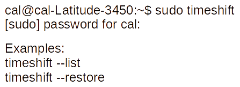 cal@cal-Latitude-3450:~$ sudo timeshift
[sudo] password for cal:
Examples:
timeshift --list
timeshift --restore